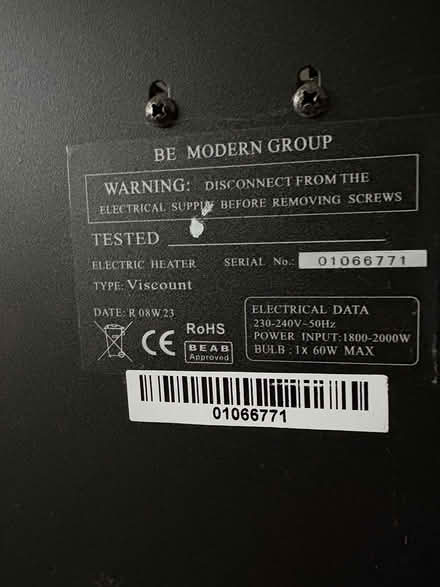 BE MODERN GROUP
WARNING: DISCONNECT FROM THE
ELECTRICAL SUPPLY BEFORE REMOVING SCREWS
TESTED
ELECTRIC HEATER SERIAL No.: 01066771
TYPE: Viscount
DATE: R 08W 23
CE
RoHS
BEAB
Approved
ELECTRICAL DATA
230-240V~50Hz
POWER INPUT:1800-2000W
BULB : 1x 60W MAX
01066771